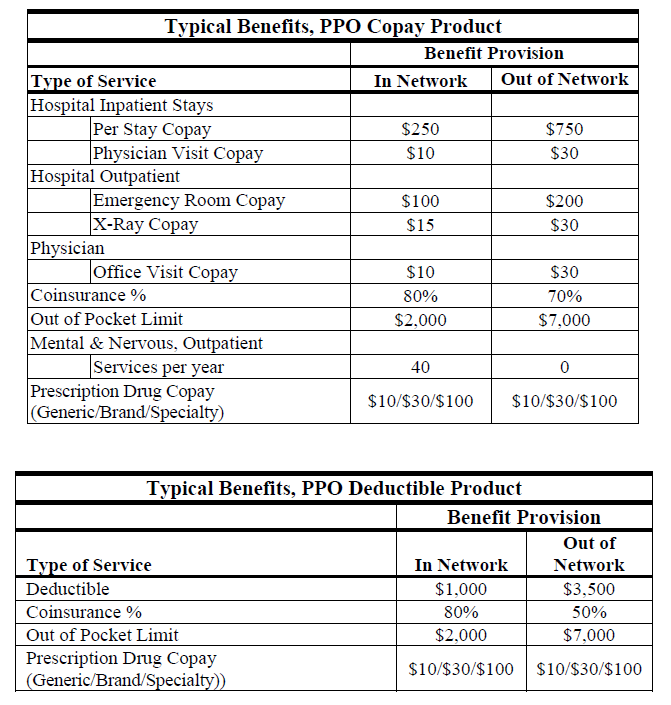 Typical Benefits, PPO Copay Product
Benefit Provision
Type of Service In Network Out of Network
Hospital Inpatient Stays
Per Stay Copay $250 $750
Physician Visit Copay $10 $30
Hospital Outpatient
Emergency Room Copay $100 $200
X-Ray Copay $15 $30
Physician
Office Visit Copay $10 $30
Coinsurance % 80% 70%
Out of Pocket Limit $2,000 $7,000
Mental & Nervous, Outpatient
Services per year 40 0
Prescription Drug Copay
(Generic/Brand/Specialty) $10/$30/$100 $10/$30/$100
Typical Benefits, PPO Deductible Product
Benefit Provision
Out of
Type of Service In Network Network
Deductible $1,000 $3,500
Coinsurance % 80% 50%
Out of Pocket Limit $2,000 $7,000
Prescription Drug Copay
(Generic/Brand/Specialty)) $10/$30/$100 $10/$30/$100